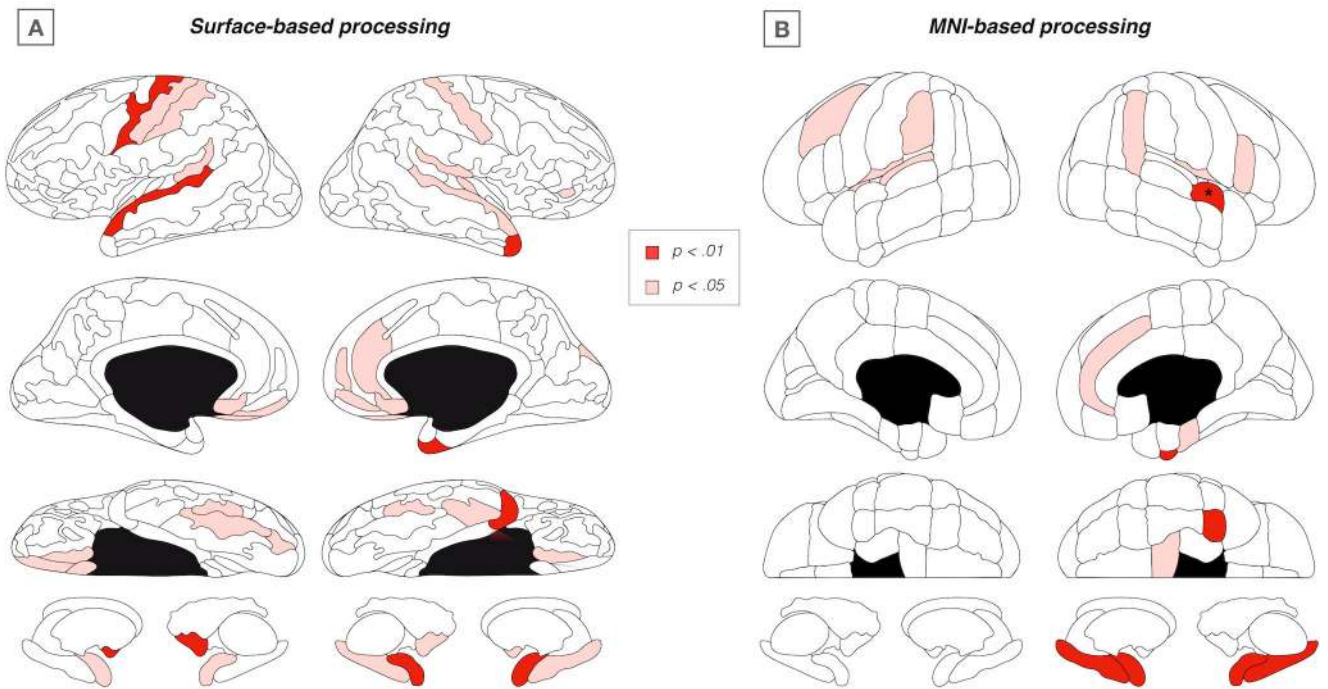 A
Surface-based processing
B
MNI-based processing
*
p < .01
p < .05